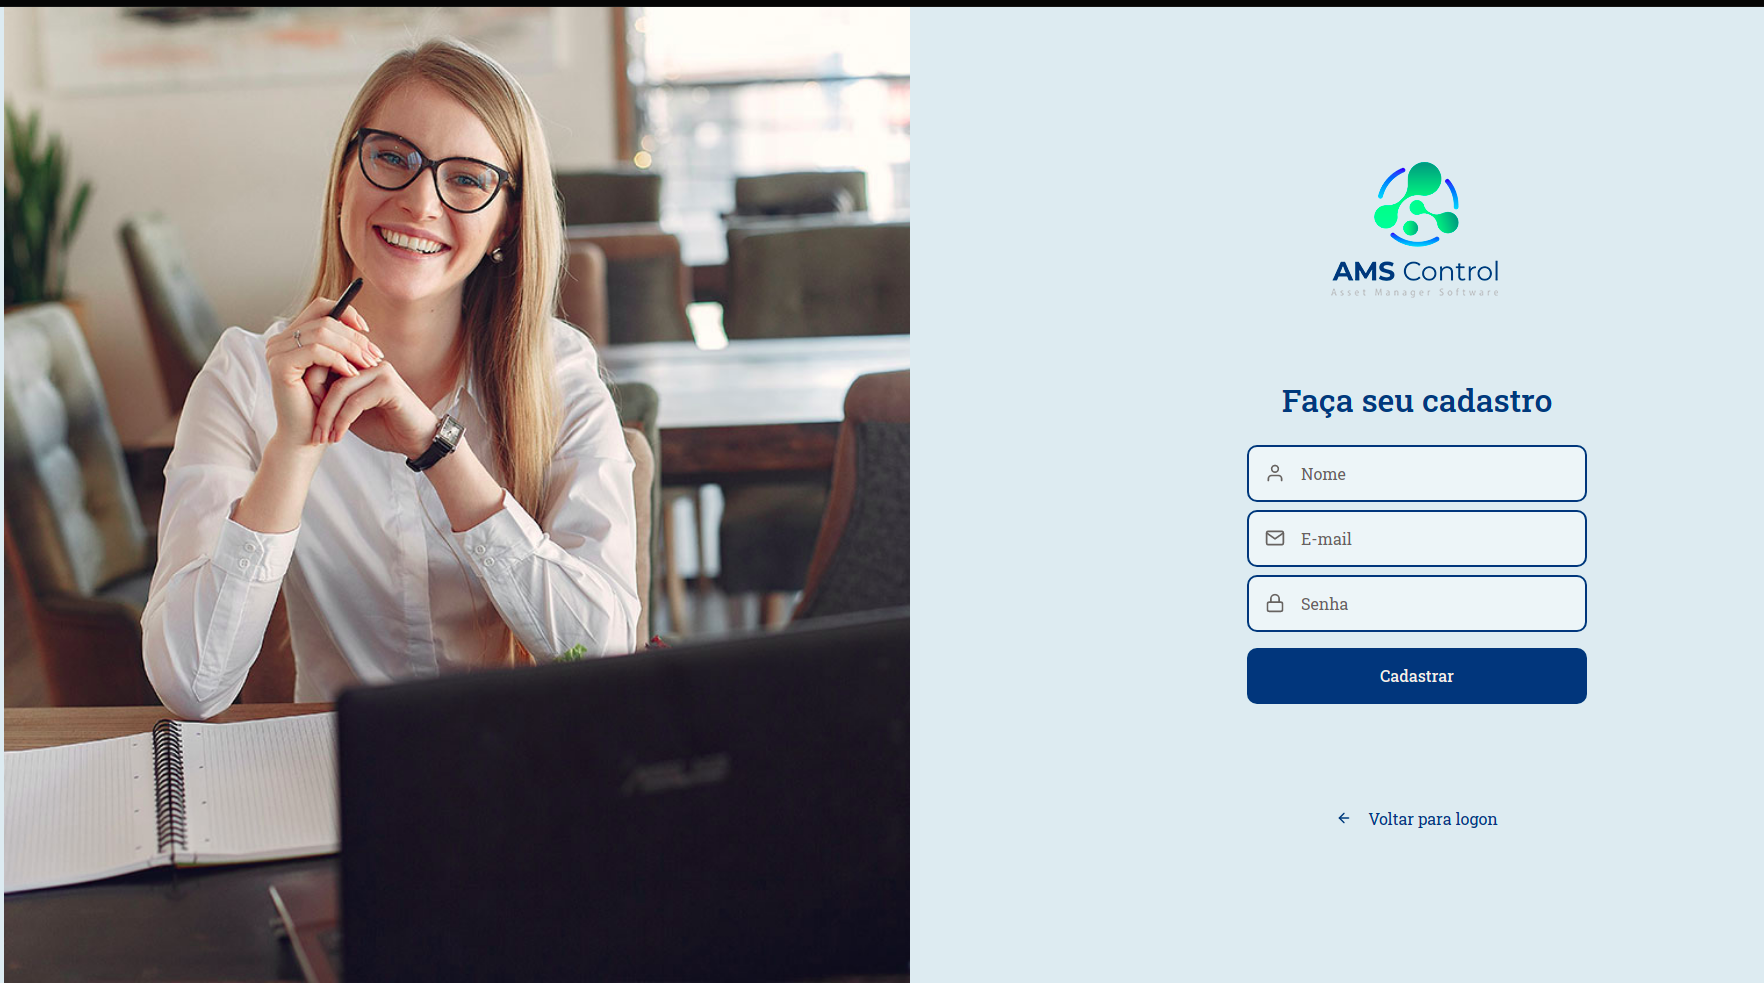 AMS Control
Asset Manager Software
Faça seu cadastro
Nome
E-mail
Senha
Cadastrar
Voltar para logon